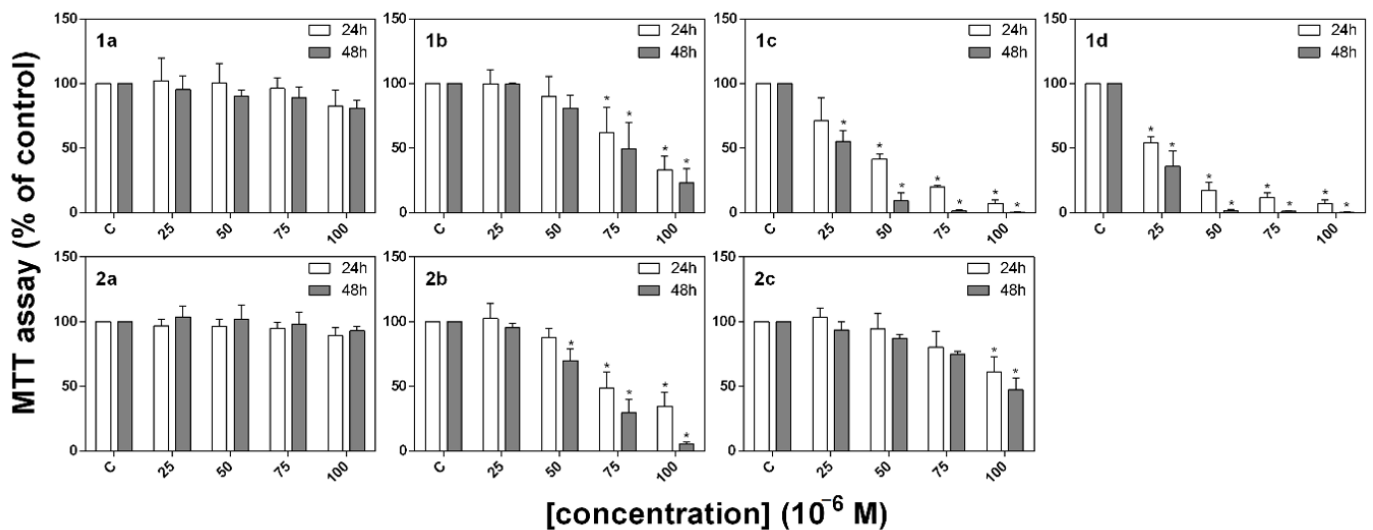 MTT assay (% of control)
1a
24h
48h
150
100
50
0
C 25 50 75 100
* * * *
1b
24h
48h
150
100
50
0
C 25 50 75 100
* * * * * * *
1c
24h
48h
150
100
50
0
C 25 50 75 100
* * * * * * * *
1d
24h
48h
150
100
50
0
C 25 50 75 100
2a
24h
48h
150
100
50
0
C 25 50 75 100
* * * * *
2b
24h
48h
150
100
50
0
C 25 50 75 100
* *
2c
24h
48h
150
100
50
0
C 25 50 75 100
[concentration] (10⁻⁶ M)